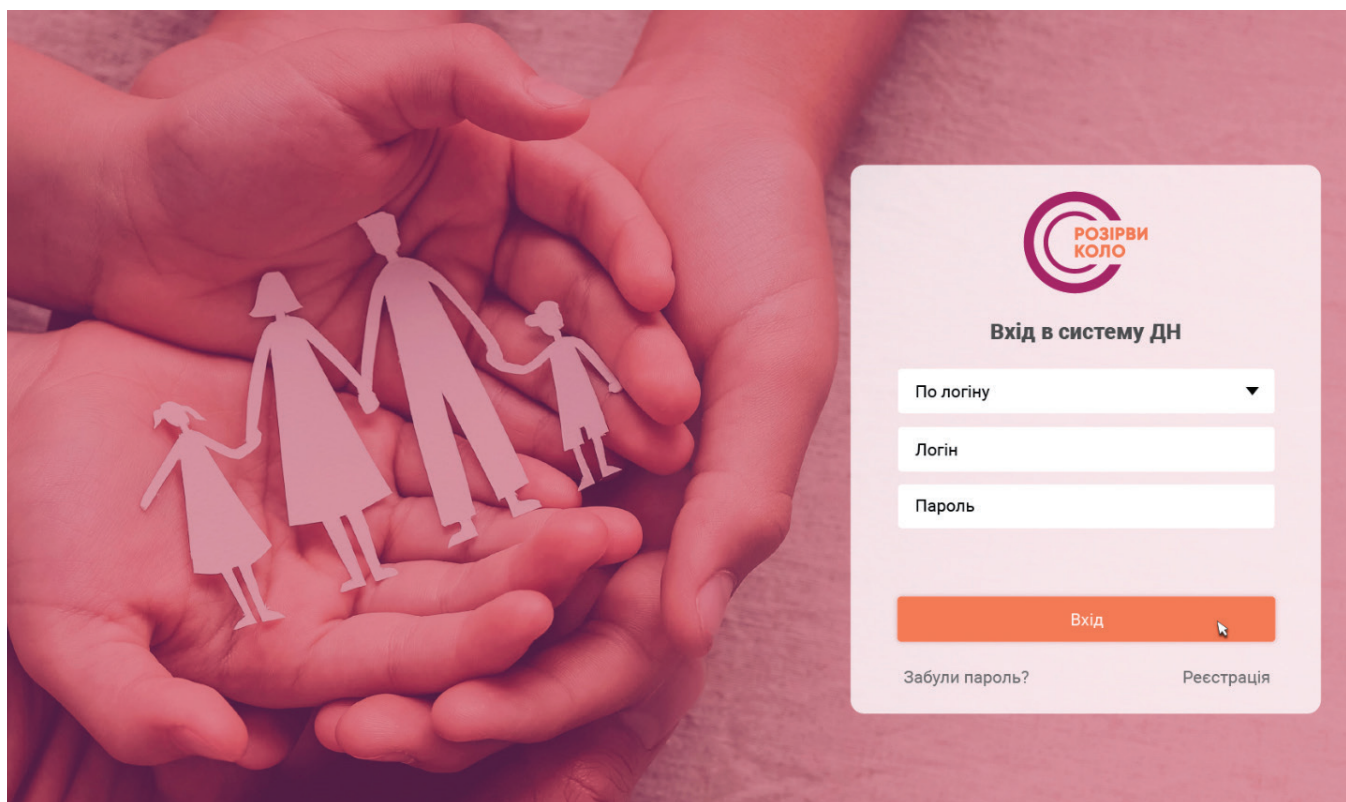 РОЗІРВИ
КОЛО
Вхід в систему ДН
По логіну
Логін
Пароль
Вхід
Забули пароль?
Реєстрація